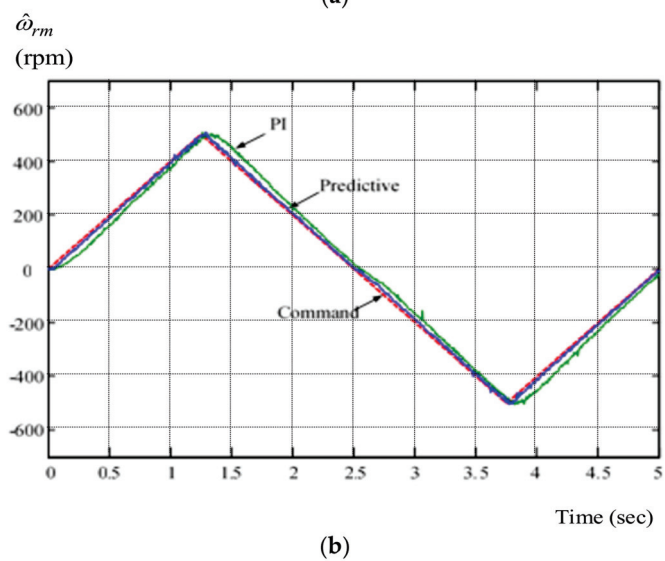 (a)
ω̂rm
(rpm)
600
400
200
0
-200
-400
-600
PI
Predictive
Command
0 0.5 1 1.5 2 2.5 3 3.5 4 4.5 5
Time (sec)
(b)